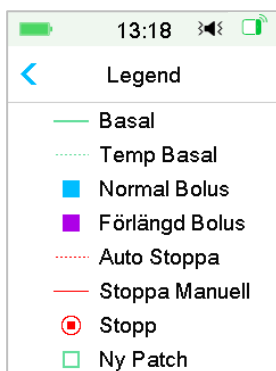 13:18
Legend
Basal
Temp Basal
Normal Bolus
Förlängd Bolus
Auto Stoppa
Stoppa Manuell
Stopp
Ny Patch